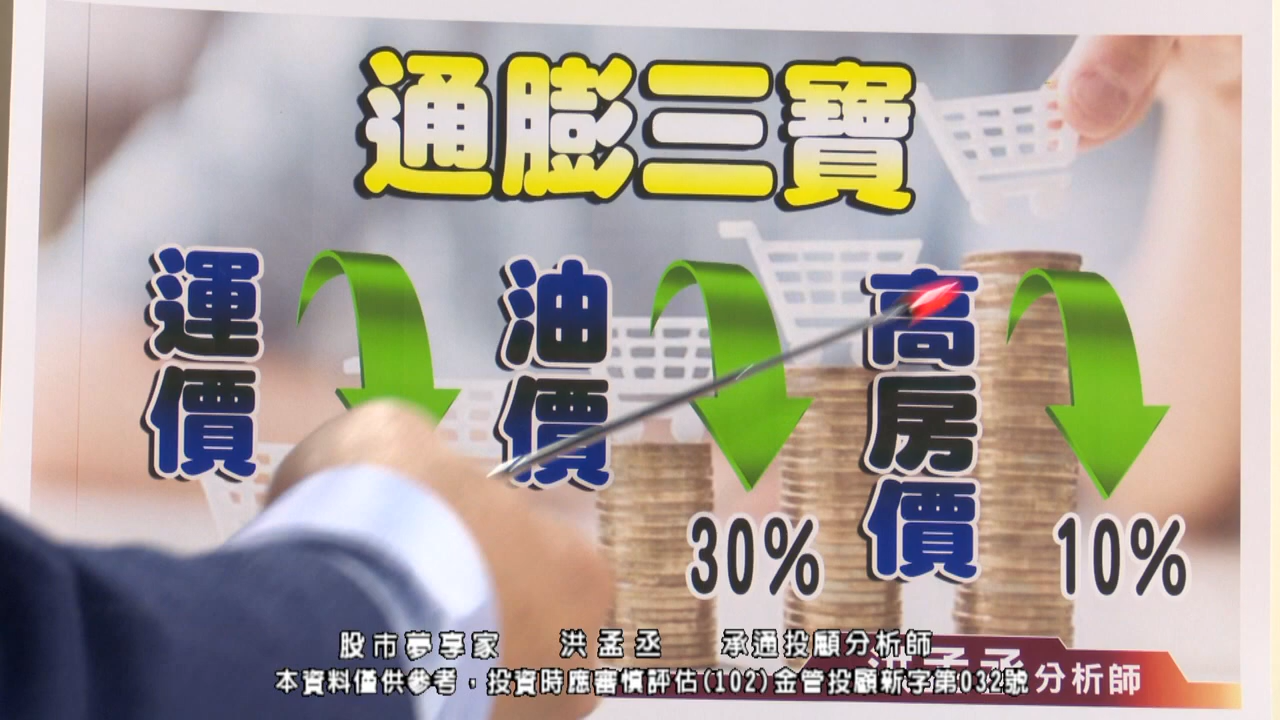 通膨三寶
運價
油價
30%
高房價
10%
股市夢享家 洪孟丞 承通投顧分析師
本資料僅供參考，投資時應審慎評估(102)金管投顧新字第032號
洪孟丞分析師